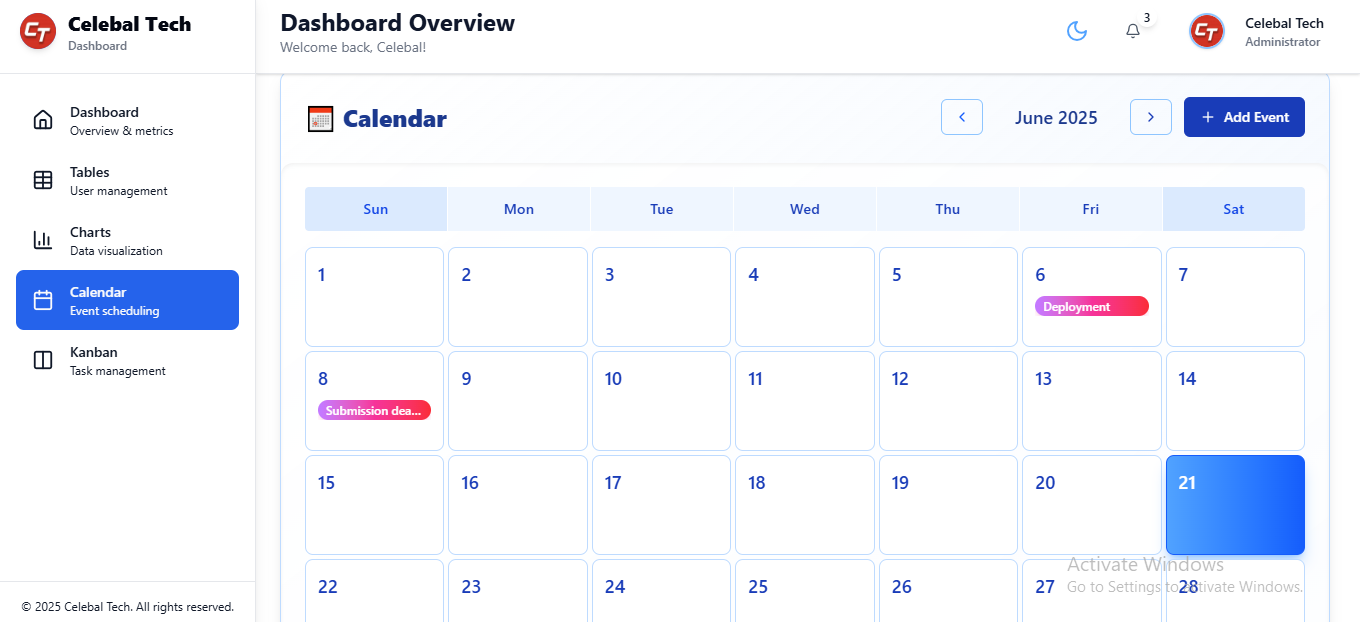 CT
Celebal Tech
Dashboard
Dashboard
Overview & metrics
Tables
User management
Charts
Data visualization
Calendar
Event scheduling
Kanban
Task management
© 2025 Celebal Tech. All rights reserved.
Dashboard Overview
Welcome back, Celebal!
3
CT
Celebal Tech
Administrator
Calendar
June 2025
+ Add Event
Sun Mon Tue Wed Thu Fri Sat
1 2 3 4 5 6 7
Deployment
8 9 10 11 12 13 14
Submission dea...
15 16 17 18 19 20 21
22 23 24 25 26 27 28
Activate Windows
Go to Settings to activate Windows.